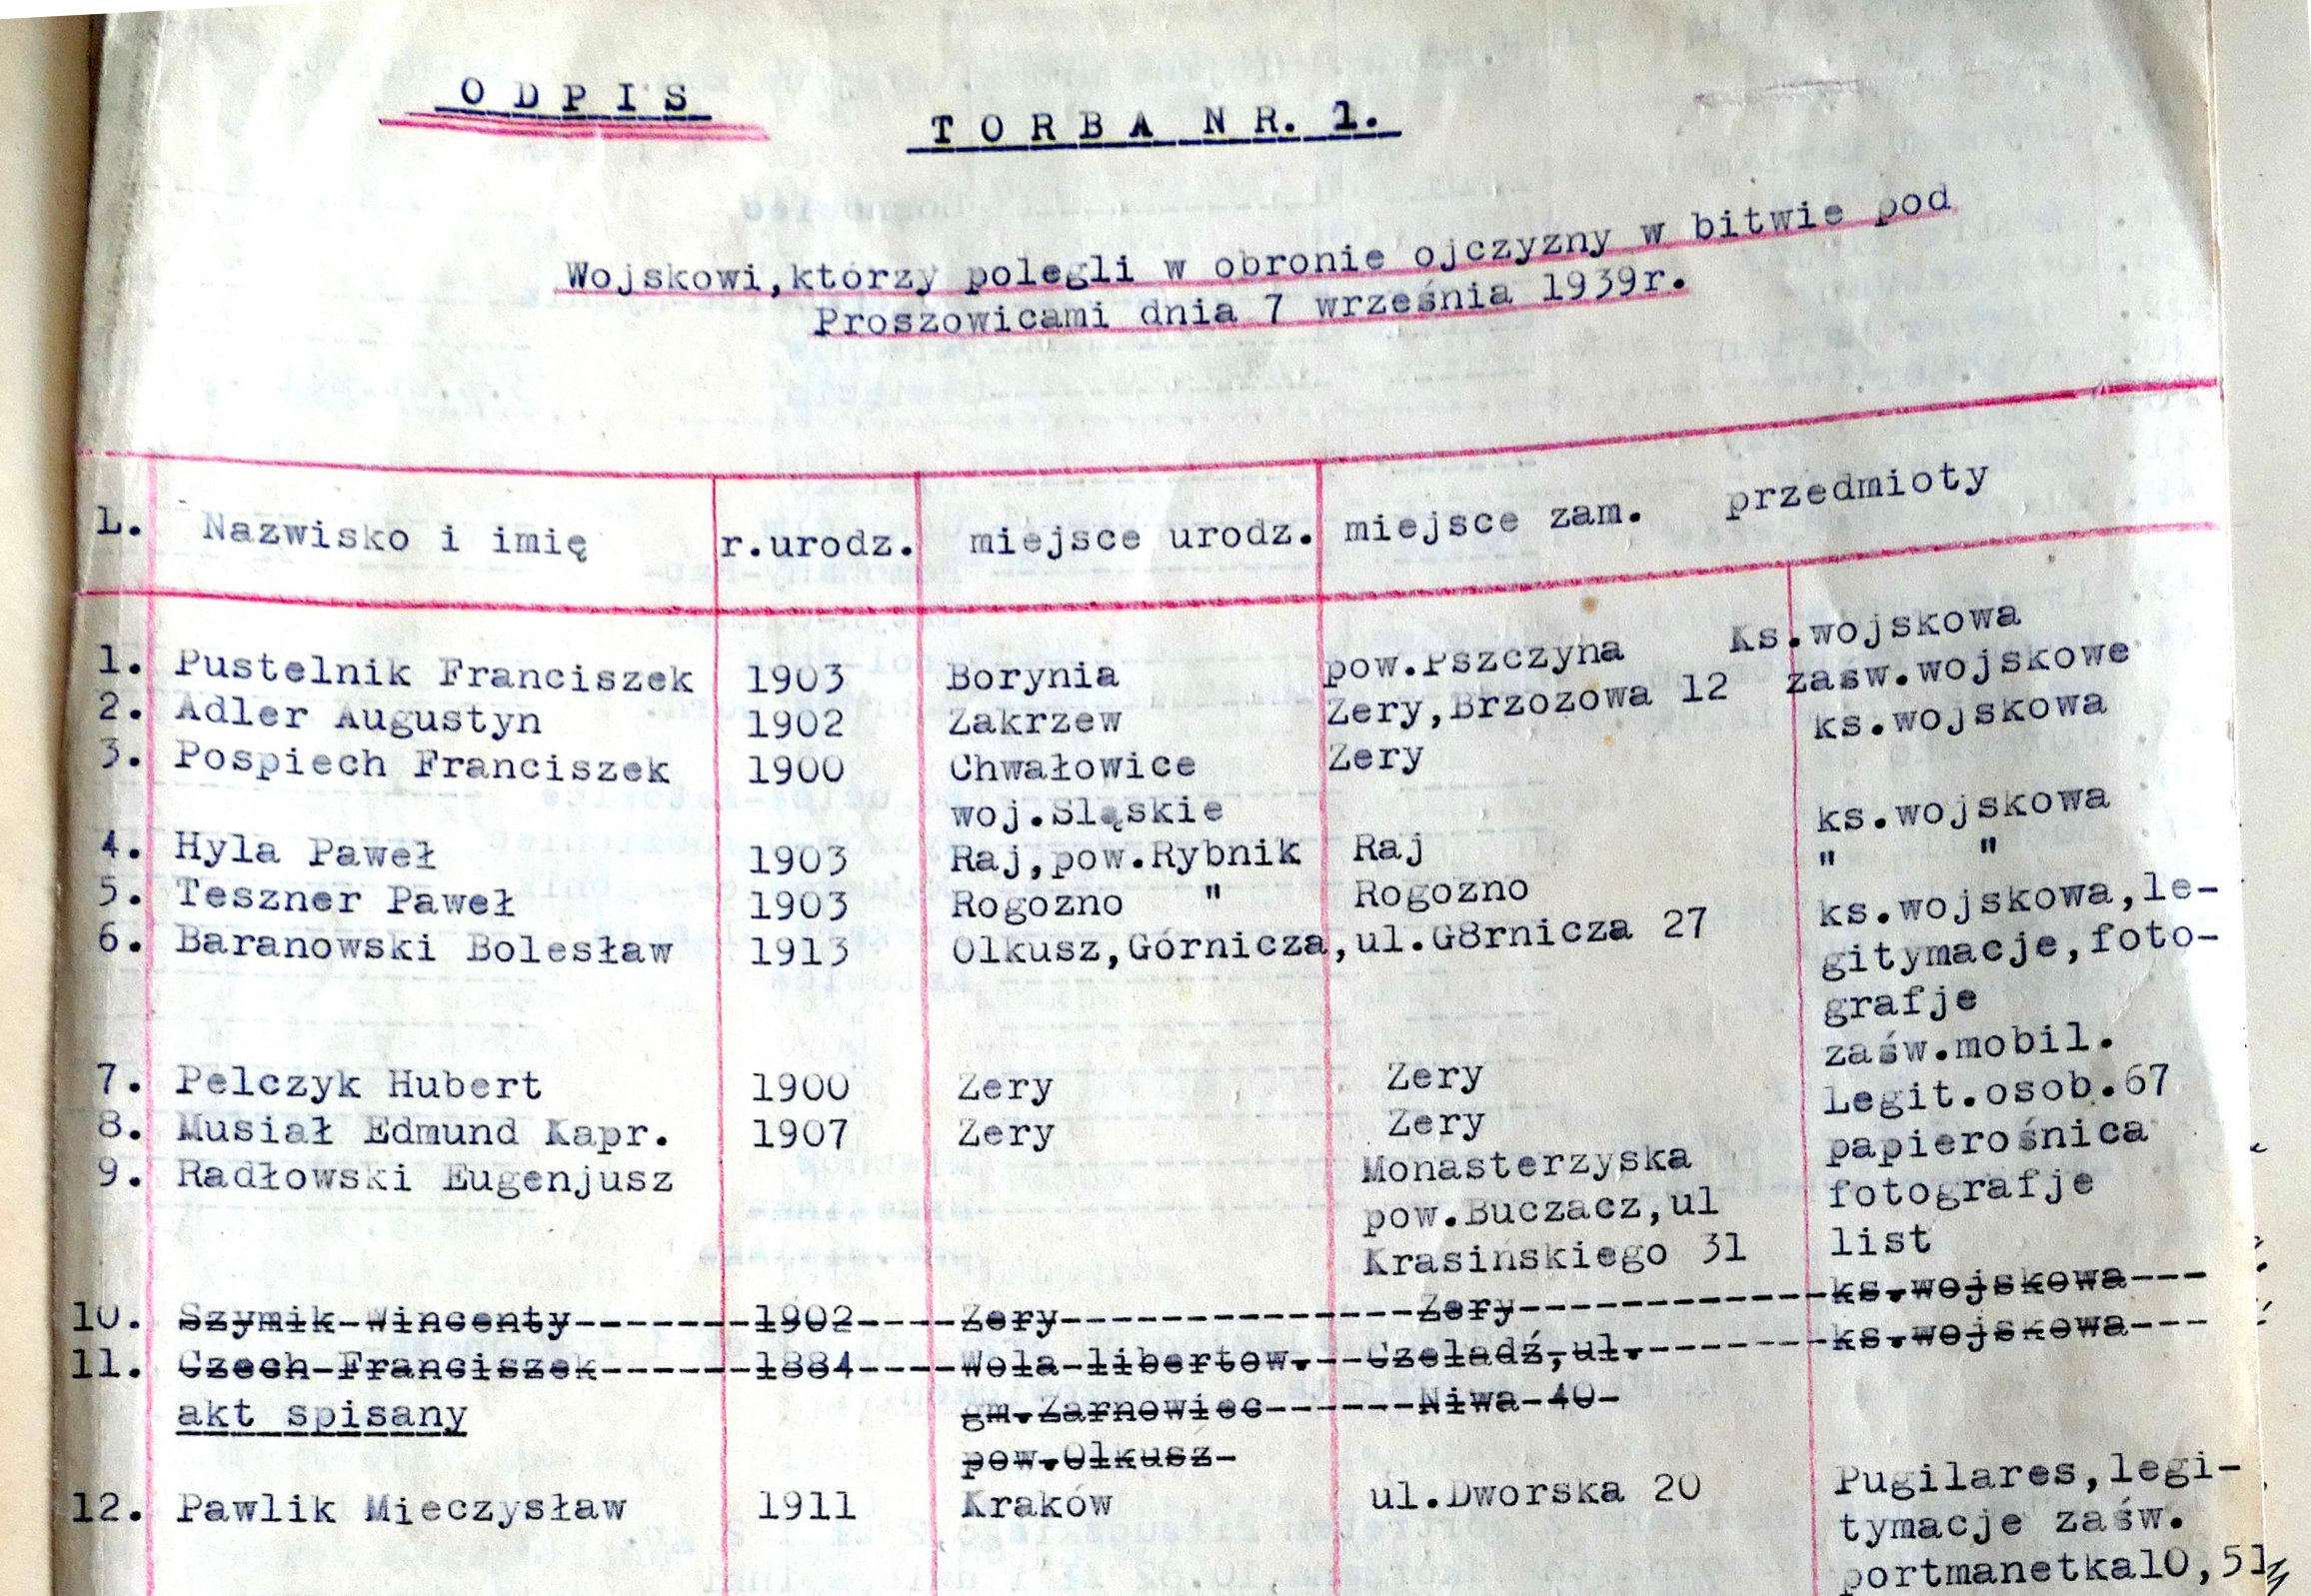 O D P I S
T O R B A N R. 1.
Wojskowi,którzy polegli w obronie ojczyzny w bitwie pod
Proszowicami dnia 7 września 1939r.
L. Nazwisko i imię r.urodz. miejsce urodz. miejsce zam. przedmioty
1. Pustelnik Franciszek 1903 Borynia pow.Pszczyna Ks.wojskowa
2. Adler Augustyn 1902 Zakrzew Zery,Brzozowa 12 zasw.wojskowe
3. Pospiech Franciszek 1900 Chwałowice Zery ks.wojskowa
woj.Sląskie
4. Hyla Paweł 1903 Raj,pow.Rybnik Raj ks.wojskowa
5. Teszner Paweł 1903 Rogozno " Rogozno " "
6. Baranowski Bolesław 1913 Olkusz,Górnicza,ul.G8rnicza 27 ks.wojskowa,le-
gitymacje,foto-
grafje
7. Pelczyk Hubert 1900 Zery Zery zaśw.mobil.
8. Musiał Edmund Kapr. 1907 Zery Zery Legit.osob.67
9. Radłowski Eugenjusz Monasterzyska papierośnica
pow.Buczacz,ul fotografje
Krasińskiego 31 list
10. Szymik-Wincenty-------1902----Zery--------------Zery-------------ks.wojskowa---
11. Czech-Franciszek------1884----Wola-libertow.--Czeladź,ul.-------ks.wojskowa---
akt spisany gm.Zarnowiec------Niwa-40-
pow.Olkusz-
12. Pawlik Mieczysław 1911 Kraków ul.Dworska 20 Pugilares,legi-
tymacje zaśw.
portmanetka10,51